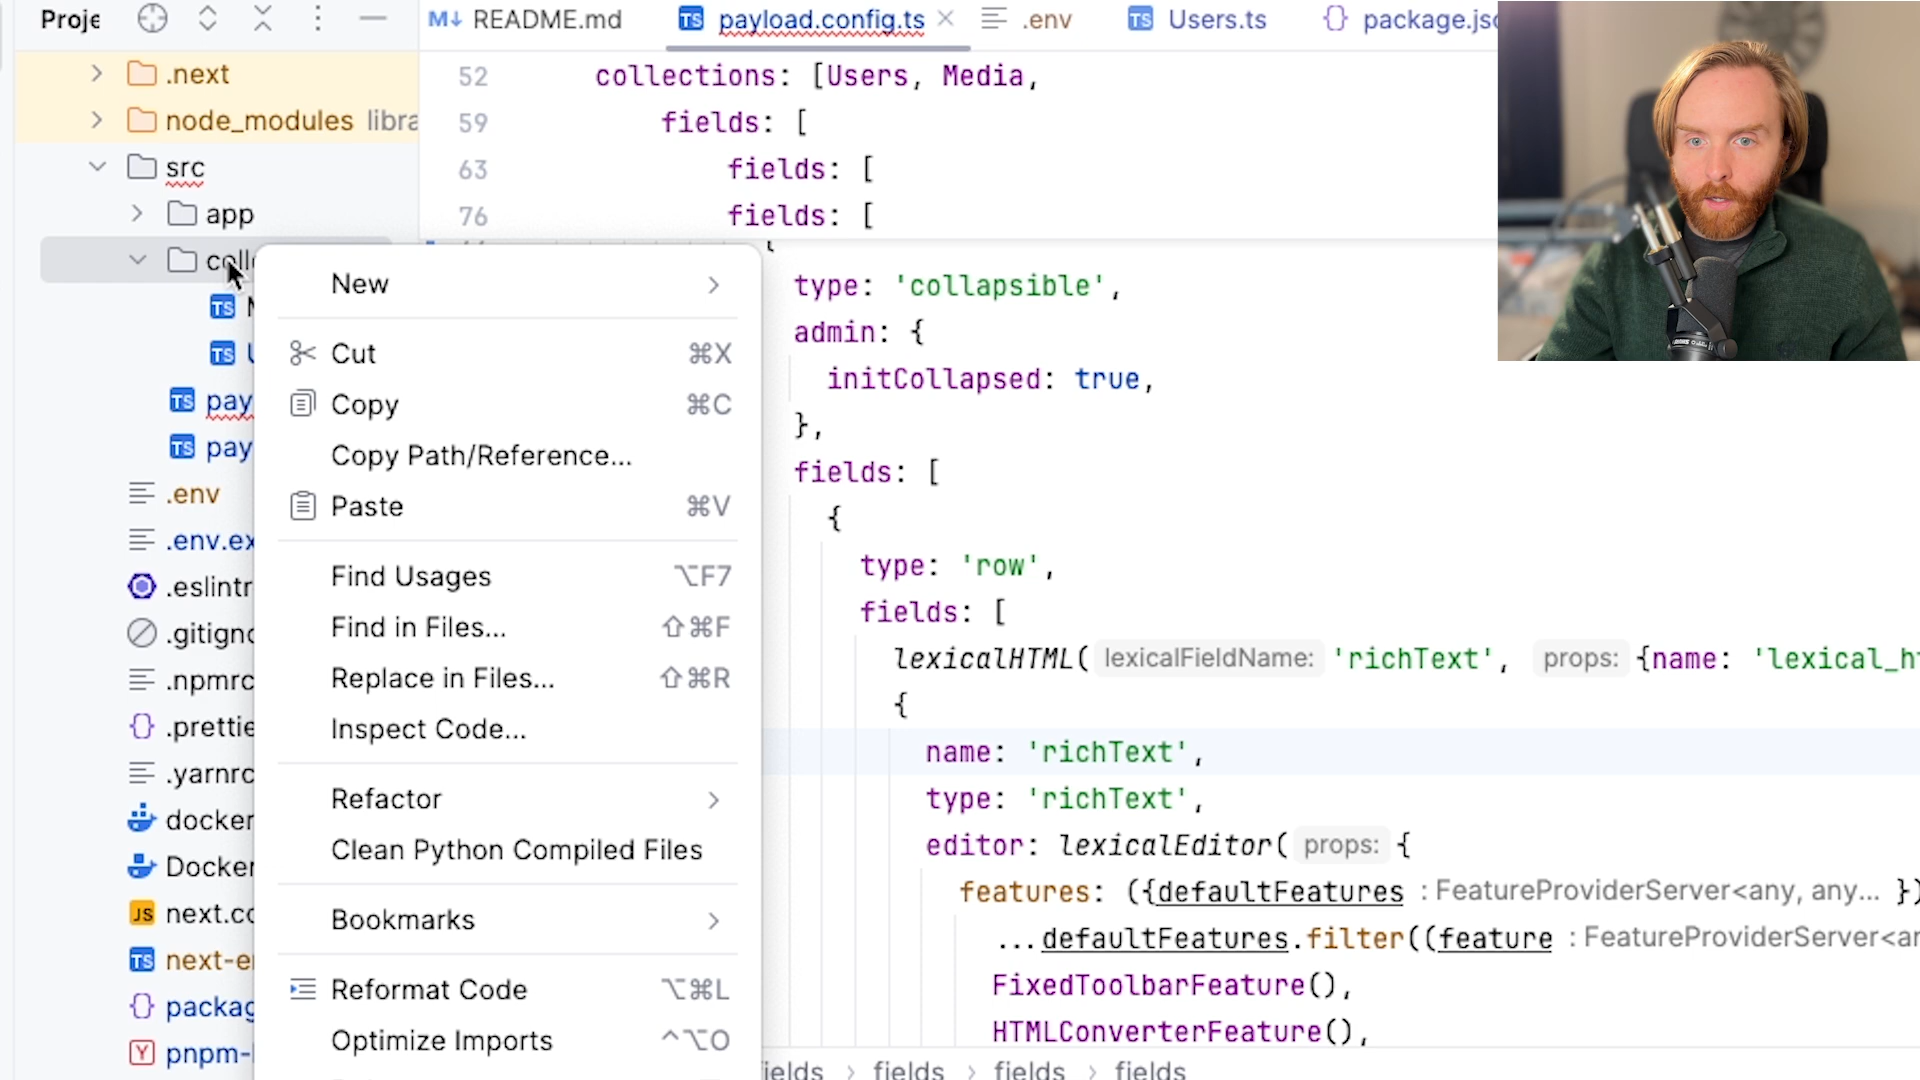 Proje
README.md
payload.config.ts
.env
Users.ts
package.jsc
.next
node_modules libra
src
app
coll
pay
pay
.env
.env.ex
.eslintr
.gitigno
.npmrc
.prettie
.yarnrc
docker
Docker
next.co
next-e
packag
pnpm-
New
Cut ⌘X
Copy ⌘C
Copy Path/Reference...
Paste ⌘V
Find Usages ⌥F7
Find in Files... ⇧⌘F
Replace in Files... ⇧⌘R
Inspect Code...
Refactor
Clean Python Compiled Files
Bookmarks
Reformat Code ⌥⌘L
Optimize Imports ^⌥O
52 collections: [Users, Media,
59 fields: [
63 fields: [
76 fields: [
type: 'collapsible',
admin: {
initCollapsed: true,
},
fields: [
{
type: 'row',
fields: [
lexicalHTML( lexicalFieldName: 'richText', props: {name: 'lexical_h
{
name: 'richText',
type: 'richText',
editor: lexicalEditor( props: {
features: ({defaultFeatures : FeatureProviderServer<any, any... })
...defaultFeatures.filter((feature : FeatureProviderServer<an
FixedToolbarFeature(),
HTMLConverterFeature(),
fields > fields > fields > fields